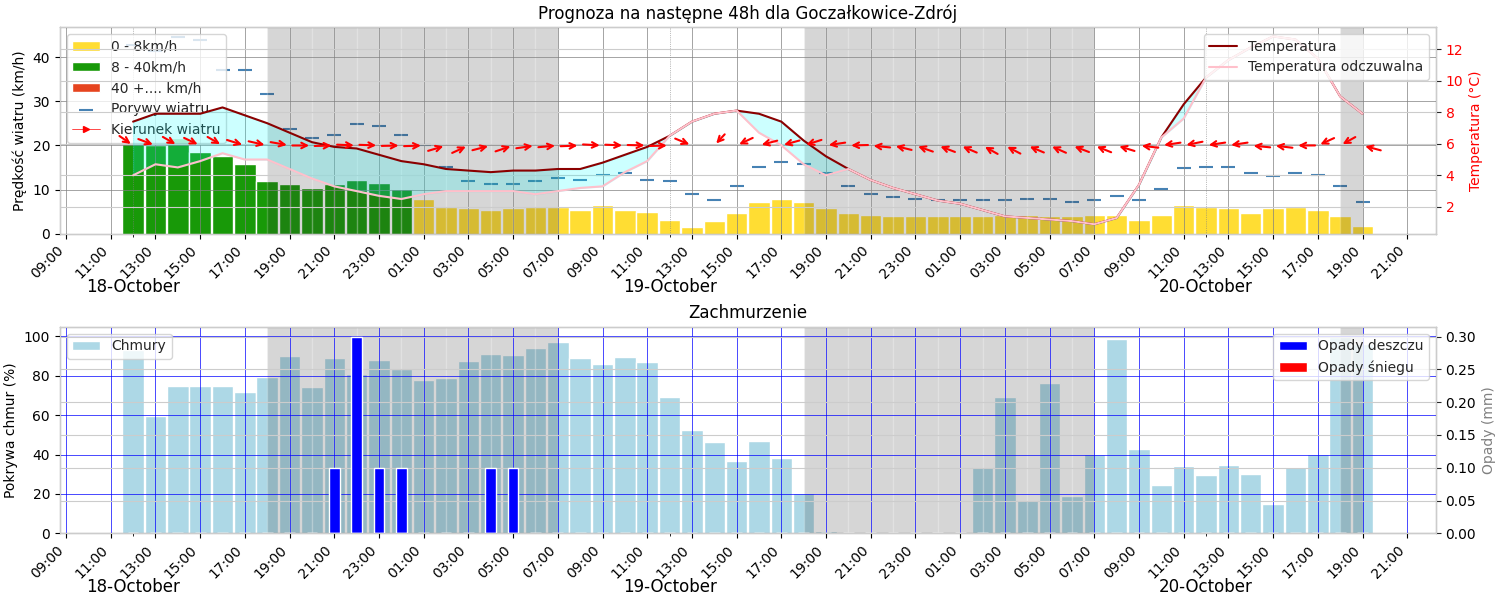 Prognoza na następne 48h dla Goczałkowice-Zdrój
Prędkość wiatru (km/h)
40
30
20
10
0
0 - 8km/h
8 - 40km/h
40 +.... km/h
Porywy wiatru
Kierunek wiatru
Temperatura
Temperatura odczuwalna
12
10
8
6
4
2
Temperatura (°C)
09:00 11:00 13:00 15:00 17:00 19:00 21:00 23:00 01:00 03:00 05:00 07:00 09:00 11:00 13:00 15:00 17:00 19:00 21:00 23:00 01:00 03:00 05:00 07:00 09:00 11:00 13:00 15:00 17:00 19:00 21:00
18-October 19-October 20-October
Zachmurzenie
Pokrywa chmur (%)
100
80
60
40
20
0
Chmury
Opady deszczu
Opady śniegu
0.30
0.25
0.20
0.15
0.10
0.05
0.00
Opady (mm)
09:00 11:00 13:00 15:00 17:00 19:00 21:00 23:00 01:00 03:00 05:00 07:00 09:00 11:00 13:00 15:00 17:00 19:00 21:00 23:00 01:00 03:00 05:00 07:00 09:00 11:00 13:00 15:00 17:00 19:00 21:00
18-October 19-October 20-October